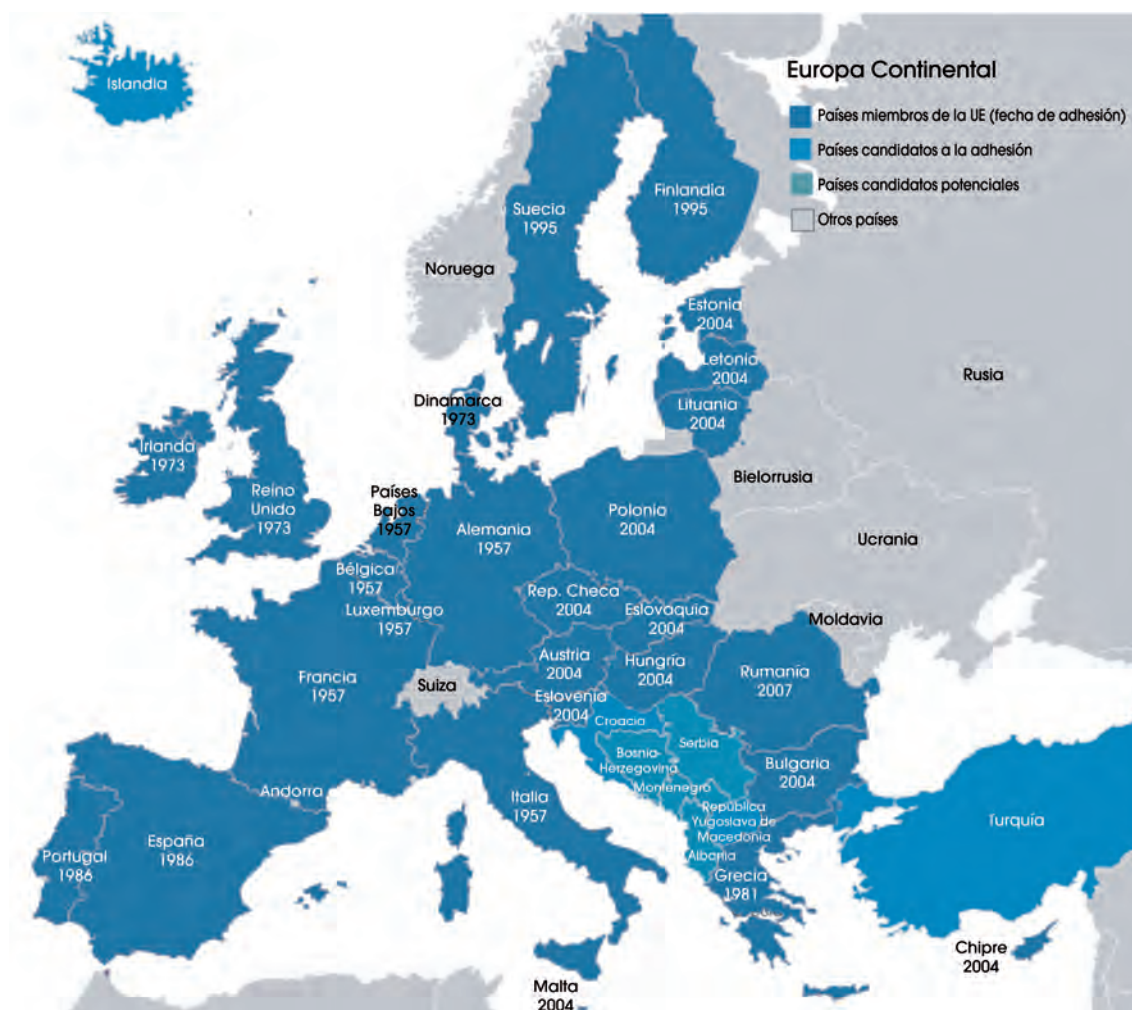 Europa Continental
Países miembros de la UE (fecha de adhesión)
Países candidatos a la adhesión
Países candidatos potenciales
Otros países
Islandia
Suecia
1995
Finlandia
1995
Noruega
Estonia
2004
Letonia
2004
Lituania
2004
Rusia
Dinamarca
1973
Irlanda
1973
Reino
Unido
1973
Países
Bajos
1957
Alemania
1957
Polonio
2004
Bielorrusia
Ucrania
Bélgica
1957
Luxemburgo
1957
Rep. Checa
2004
Eslovaquia
2004
Moldavia
Francia
1957
Suiza
Austria
2004
Hungría
2004
Rumanía
2007
Eslovenia
2004
Croacia
Serbia
Bosnia-
Herzegovina
Montenegro
Bulgaria
2004
Andorra
Italia
1957
República
Yugoslava de
Macedonia
Albania
Turquía
Portugal
1986
España
1986
Grecia
1981
Chipre
2004
Malta
2004